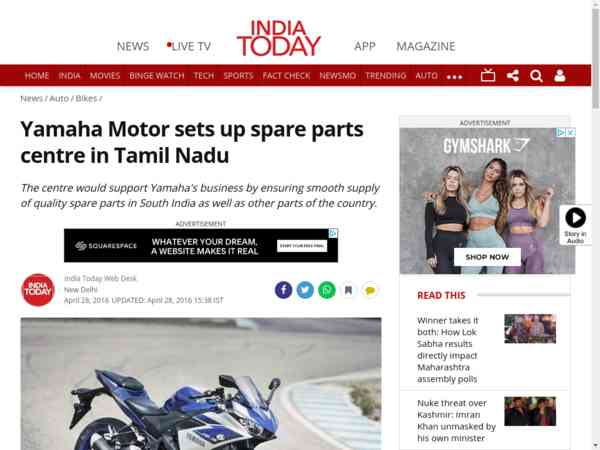 INDIA
TODAY
NEWS
LIVE TV
APP
MAGAZINE
HOME INDIA MOVIES BINGE WATCH TECH SPORTS FACT CHECK NEWSMO TRENDING AUTO
News / Auto / Bikes /
Yamaha Motor sets up spare parts
centre in Tamil Nadu
The centre would support Yamaha's business by ensuring smooth supply
of quality spare parts in South India as well as other parts of the country.
ADVERTISEMENT
SQUARESPACE
WHATEVER YOUR DREAM,
A WEBSITE MAKES IT REAL
START YOUR FREE TRIAL
INDIA
TODAY
India Today Web Desk
New Delhi
April 28, 2016 UPDATED: April 28, 2016 15:38 IST
YAMAHA
ADVERTISEMENT
GYMSHARK
SHOP NOW
Story in
Audio
READ THIS
Winner takes it
both: How Lok
Sabha results
directly impact
Maharashtra
assembly polls
Nuke threat over
Kashmir: Imran
Khan unmasked by
his own minister